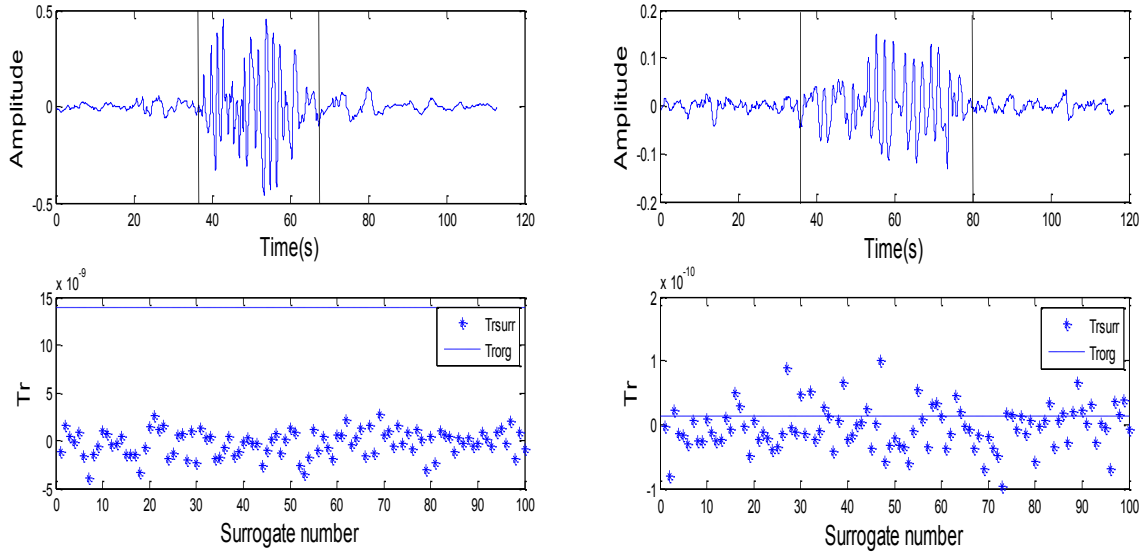 Amplitude
0.5
0
-0.5
0 20 40 60 80 100 120
Time(s)
Amplitude
0.2
0.1
0
-0.1
-0.2
0 20 40 60 80 100 120
Time(s)
x 10^-9
Tr
15
10
5
0
-5
0 10 20 30 40 50 60 70 80 90 100
Surrogate number
Trsurr
Trorg
x 10^-10
Tr
2
1
0
-1
0 10 20 30 40 50 60 70 80 90 100
Surrogate number
Trsurr
Trorg